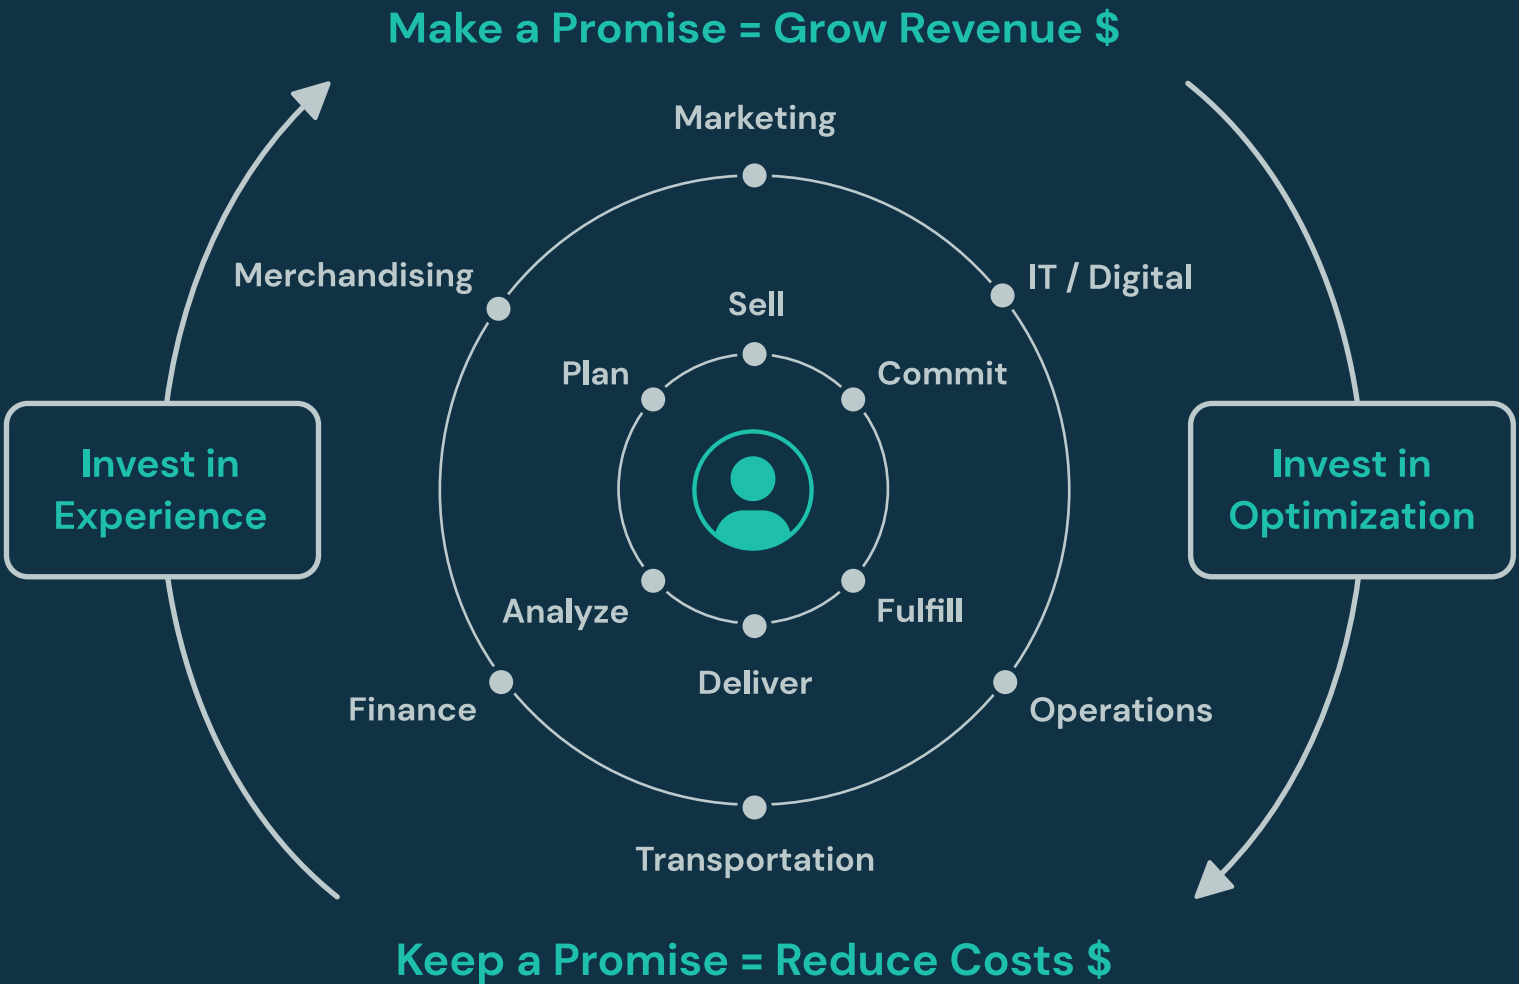 Make a Promise = Grow Revenue $
Marketing
Merchandising
IT / Digital
Sell
Plan
Commit
Invest in
Experience
Invest in
Optimization
Analyze
Fulfill
Deliver
Finance
Operations
Transportation
Keep a Promise = Reduce Costs $